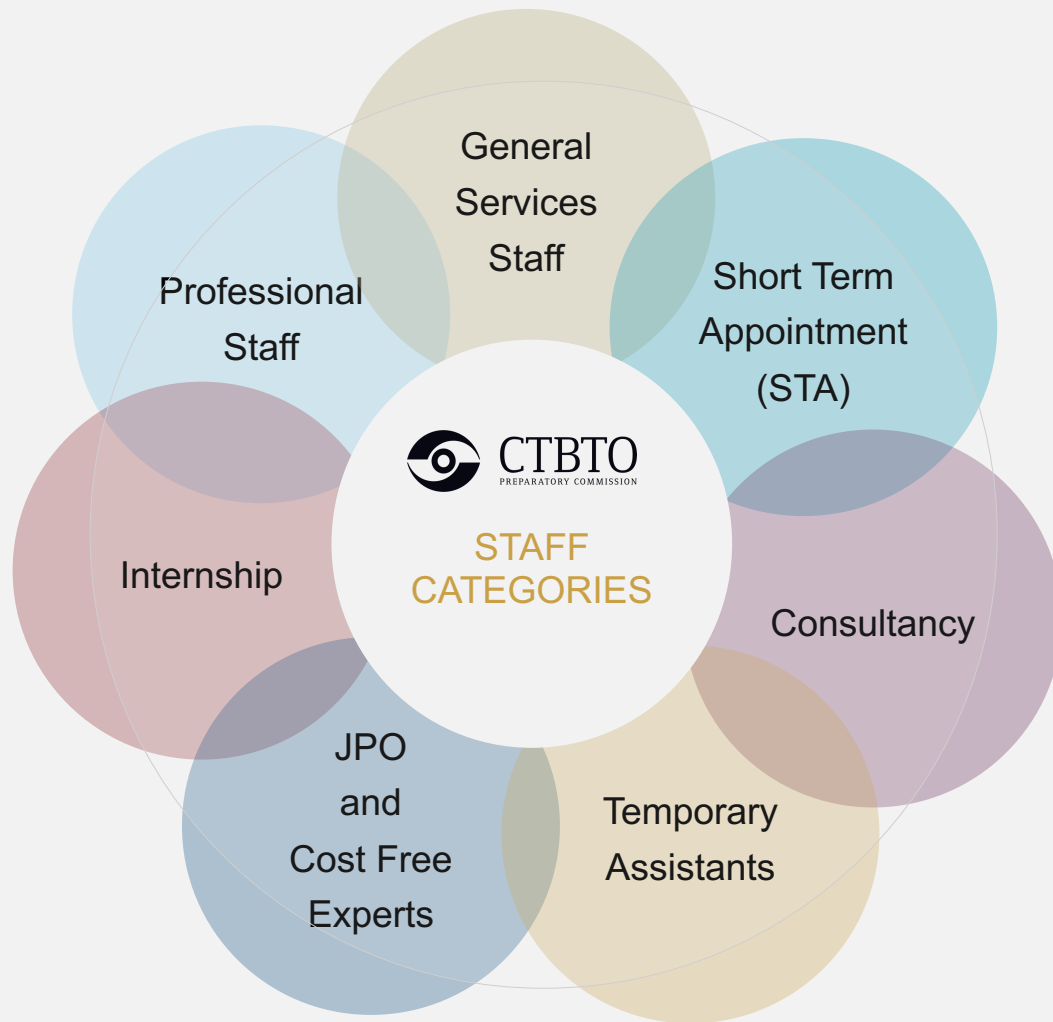 General
Services
Staff
Short Term
Appointment
(STA)
Professional
Staff
CTBTO
PREPARATORY COMMISSION
STAFF
CATEGORIES
Internship
Consultancy
JPO
and
Cost Free
Experts
Temporary
Assistants